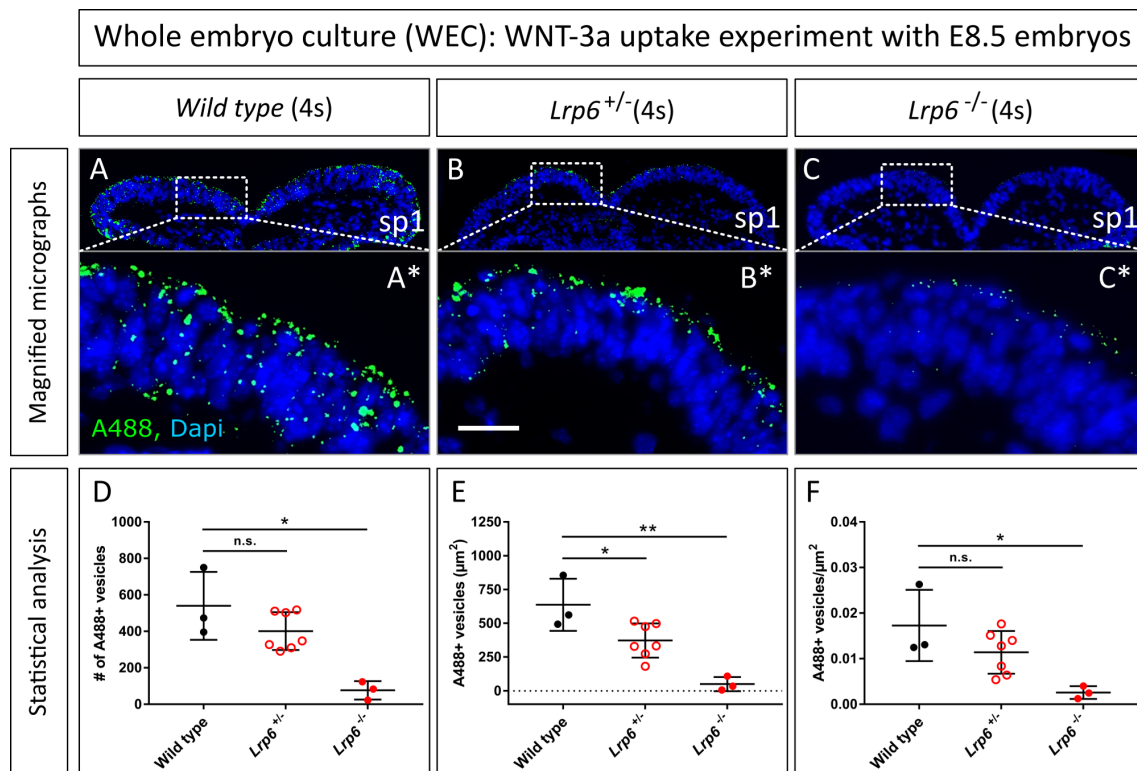 Whole embryo culture (WEC): WNT-3a uptake experiment with E8.5 embryos
Wild type (4s)
Lrp6 +/- (4s)
Lrp6 -/- (4s)
Magnified micrographs
A
sp1
B
sp1
C
sp1
A*
A488, Dapi
B*
C*
Statistical analysis
D
# of A488+ vesicles
1000
800
600
400
200
0
*
n.s.
Wild type
Lrp6 +/-
Lrp6 -/-
E
A488+ vesicles (µm²)
1250
1000
750
500
250
0
**
*
Wild type
Lrp6 +/-
Lrp6 -/-
F
A488+ vesicles/µm²
0.04
0.03
0.02
0.01
0.00
*
n.s.
Wild type
Lrp6 +/-
Lrp6 -/-